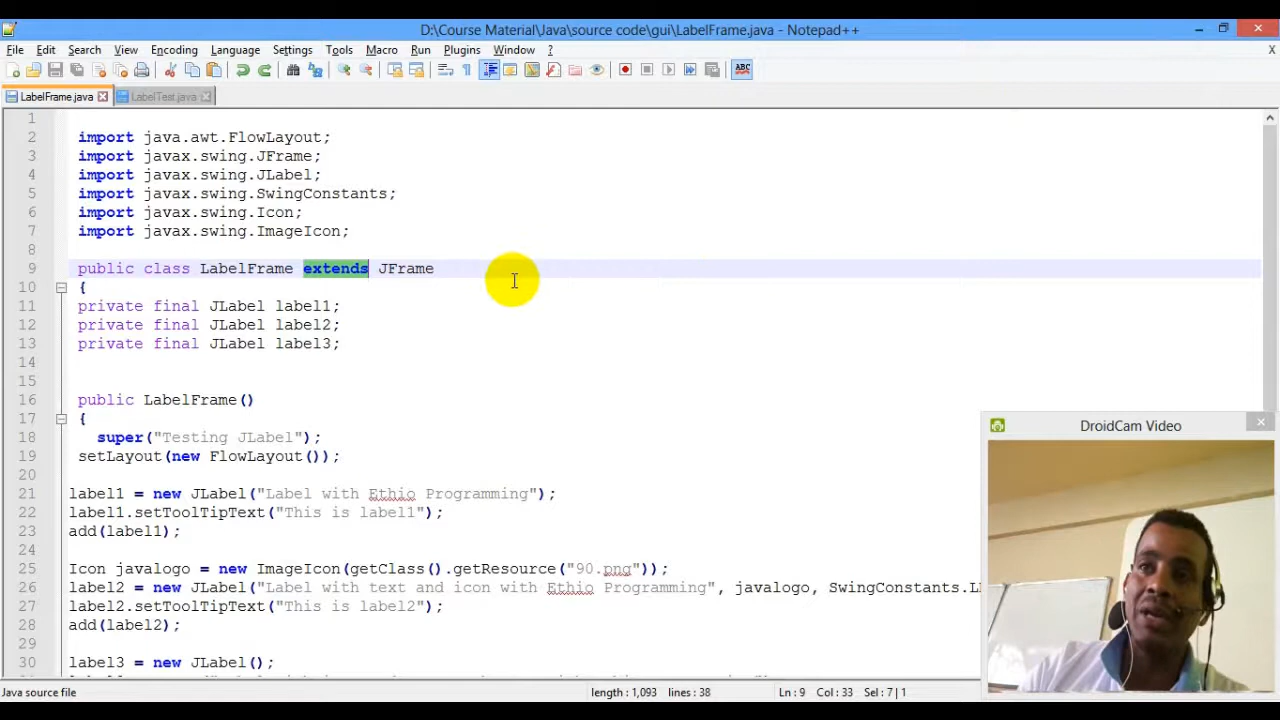 D:\Course Material\Java\source code\gui\LabelFrame.java - Notepad++
File Edit Search View Encoding Language Settings Tools Macro Run Plugins Window ? X
ABC
LabelFrame.java LabelTest.java
1
2 import java.awt.FlowLayout;
3 import javax.swing.JFrame;
4 import javax.swing.JLabel;
5 import javax.swing.SwingConstants;
6 import javax.swing.Icon;
7 import javax.swing.ImageIcon;
8
9 public class LabelFrame extends JFrame
10 {
11 private final JLabel label1;
12 private final JLabel label2;
13 private final JLabel label3;
14
15
16 public LabelFrame()
17 {
18 super("Testing JLabel");
19 setLayout(new FlowLayout());
20
21 label1 = new JLabel("Label with Ethio Programming");
22 label1.setToolTipText("This is label1");
23 add(label1);
24
25 Icon javalogo = new ImageIcon(getClass().getResource("90.png"));
26 label2 = new JLabel("Label with text and icon with Ethio Programming", javalogo, SwingConstants.
27 label2.setToolTipText("This is label2");
28 add(label2);
29
30 label3 = new JLabel();
DroidCam Video
Java source file length : 1,093 lines : 38 Ln : 9 Col : 33 Sel : 7 | 1